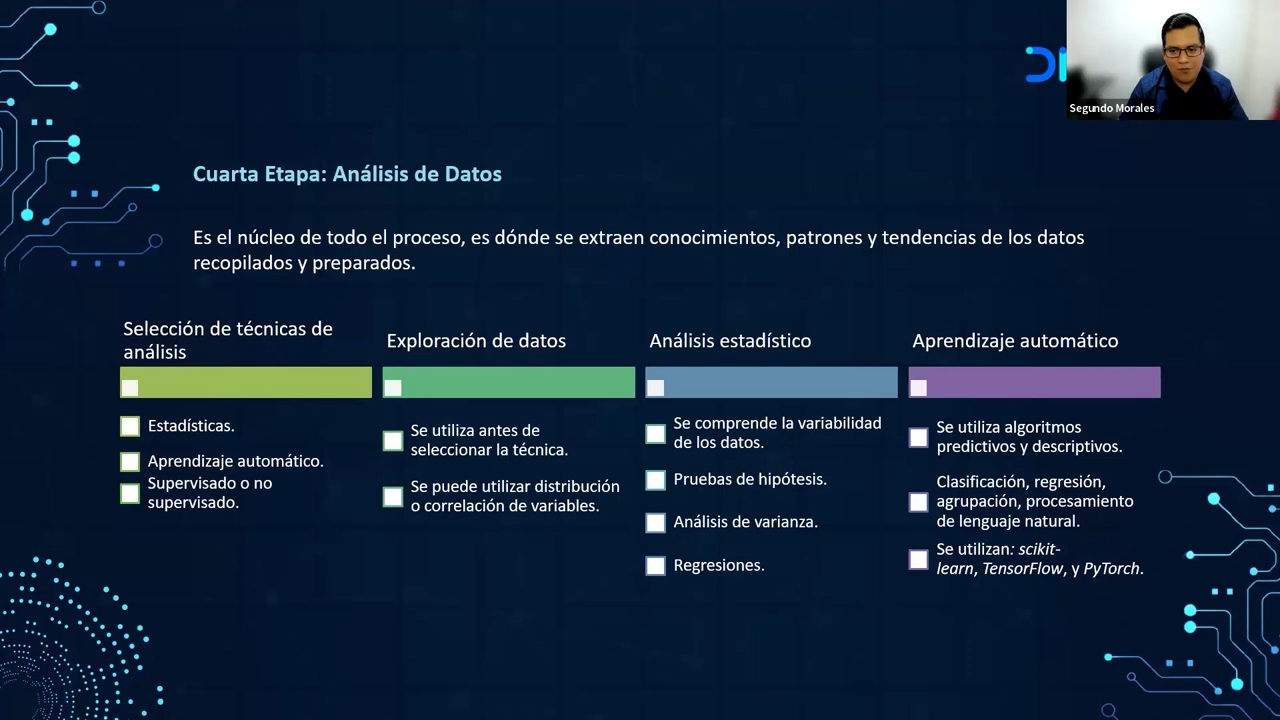 Segundo Morales
Cuarta Etapa: Análisis de Datos
Es el núcleo de todo el proceso, es dónde se extraen conocimientos, patrones y tendencias de los datos
recopilados y preparados.
Selección de técnicas de
análisis
Estadísticas.
Aprendizaje automático.
Supervisado o no
supervisado.
Exploración de datos
Se utiliza antes de
seleccionar la técnica.
Se puede utilizar distribución
o correlación de variables.
Análisis estadístico
Se comprende la variabilidad
de los datos.
Pruebas de hipótesis.
Análisis de varianza.
Regresiones.
Aprendizaje automático
Se utiliza algoritmos
predictivos y descriptivos.
Clasificación, regresión,
agrupación, procesamiento
de lenguaje natural.
Se utilizan: scikit-
learn, TensorFlow, y PyTorch.